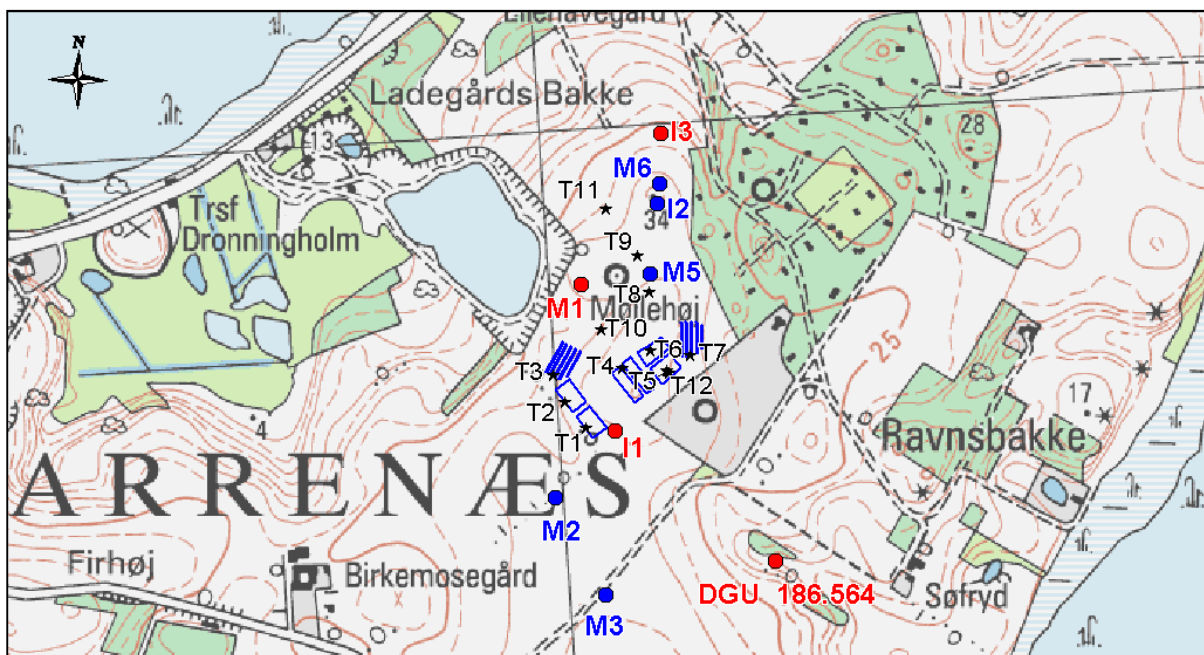 Ellehavegård
N
Ladegårds Bakke
13
I3
28
M6
T11
I2
34
Trsf
Dronningholm
T9
M5
M1
T8
Møllehøj
T10
25
T6
T7
T3
T4
T5
T12
17
T2
4
T1
I1
Ravnsbakke
ARRENÆS
M2
Firhøj
Birkemosegård
DGU 186.564
Søfryd
M3